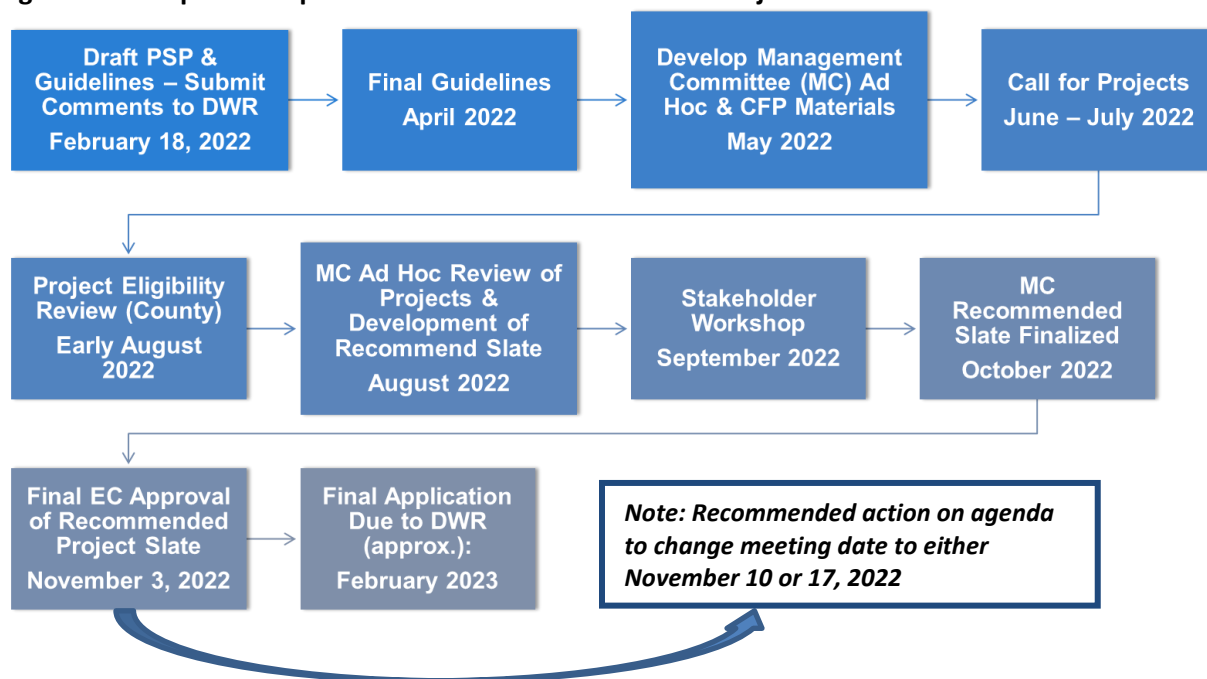 Draft PSP &
Guidelines – Submit
Comments to DWR
February 18, 2022
Final Guidelines
April 2022
Develop Management
Committee (MC) Ad
Hoc & CFP Materials
May 2022
Call for Projects
June – July 2022
Project Eligibility
Review (County)
Early August
2022
MC Ad Hoc Review of
Projects &
Development of
Recommend Slate
August 2022
Stakeholder
Workshop
September 2022
MC
Recommended
Slate Finalized
October 2022
Final EC Approval
of Recommended
Project Slate
November 3, 2022
Final Application
Due to DWR
(approx.):
February 2023
Note: Recommended action on agenda
to change meeting date to either
November 10 or 17, 2022